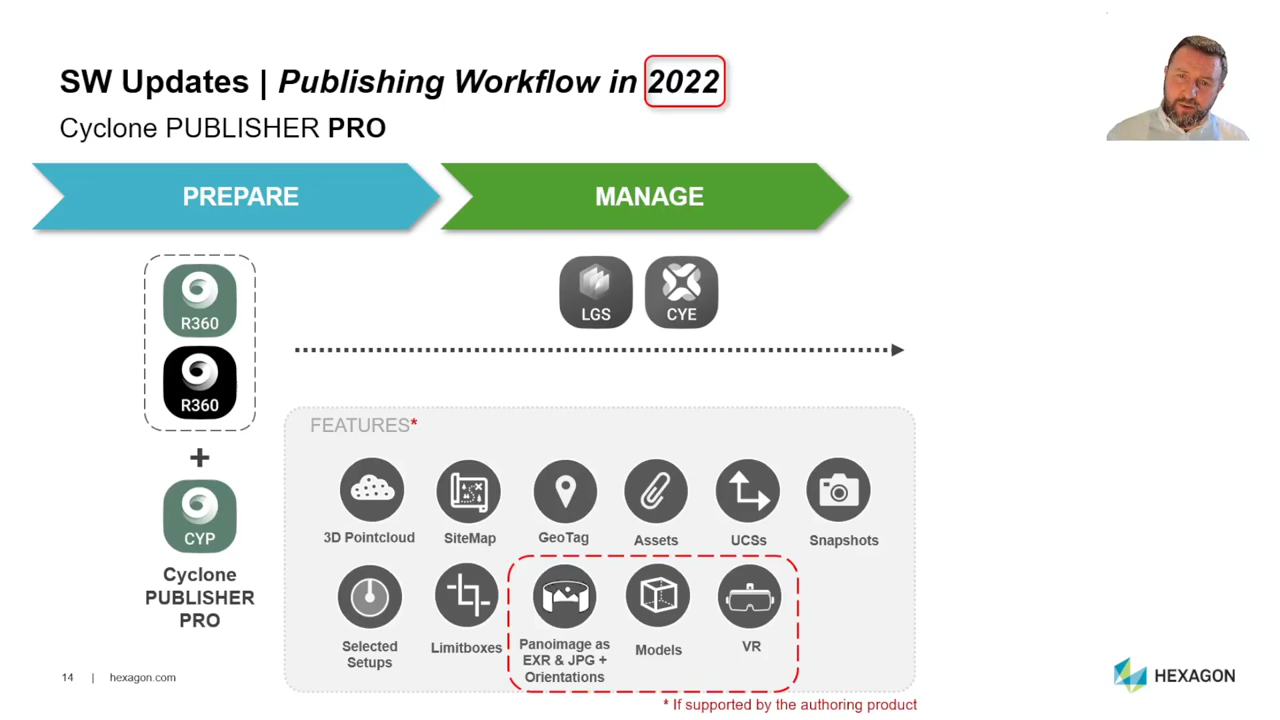 SW Updates | Publishing Workflow in 2022
Cyclone PUBLISHER PRO
PREPARE
MANAGE
R360
R360
+
CYP
Cyclone
PUBLISHER
PRO
LGS
CYE
FEATURES*
3D Pointcloud
SiteMap
GeoTag
Assets
UCSs
Snapshots
Selected
Setups
Limitboxes
Panoimage as
EXR & JPG +
Orientations
Models
VR
* If supported by the authoring product
14 | hexagon.com
HEXAGON